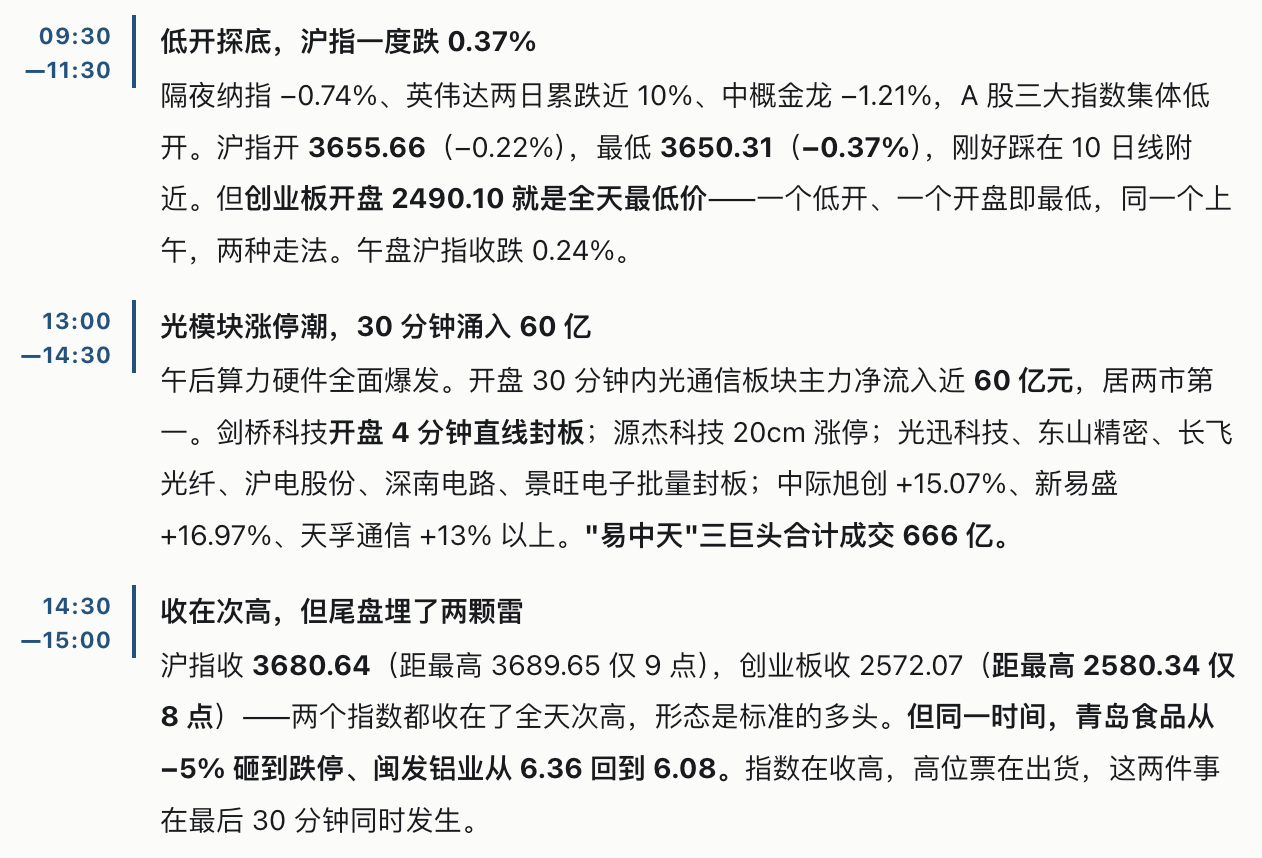 09:30
—11:30
低开探底，沪指一度跌 0.37%
隔夜纳指 −0.74%、英伟达两日累跌近 10%、中概金龙 −1.21%，A 股三大指数集体低
开。沪指开 3655.66（−0.22%），最低 3650.31（−0.37%），刚好踩在 10 日线附
近。但创业板开盘 2490.10 就是全天最低价——一个低开、一个开盘即最低，同一个上
午，两种走法。午盘沪指收跌 0.24%。
13:00
—14:30
光模块涨停潮，30 分钟涌入 60 亿
午后算力硬件全面爆发。开盘 30 分钟内光通信板块主力净流入近 60 亿元，居两市第
一。剑桥科技开盘 4 分钟直线封板；源杰科技 20cm 涨停；光迅科技、东山精密、长飞
光纤、沪电股份、深南电路、景旺电子批量封板；中际旭创 +15.07%、新易盛
+16.97%、天孚通信 +13% 以上。"易中天"三巨头合计成交 666 亿。
14:30
—15:00
收在次高，但尾盘埋了两颗雷
沪指收 3680.64（距最高 3689.65 仅 9 点），创业板收 2572.07（距最高 2580.34 仅
8 点）——两个指数都收在了全天次高，形态是标准的多头。但同一时间，青岛食品从
−5% 砸到跌停、闽发铝业从 6.36 回到 6.08。指数在收高，高位票在出货，这两件事
在最后 30 分钟同时发生。